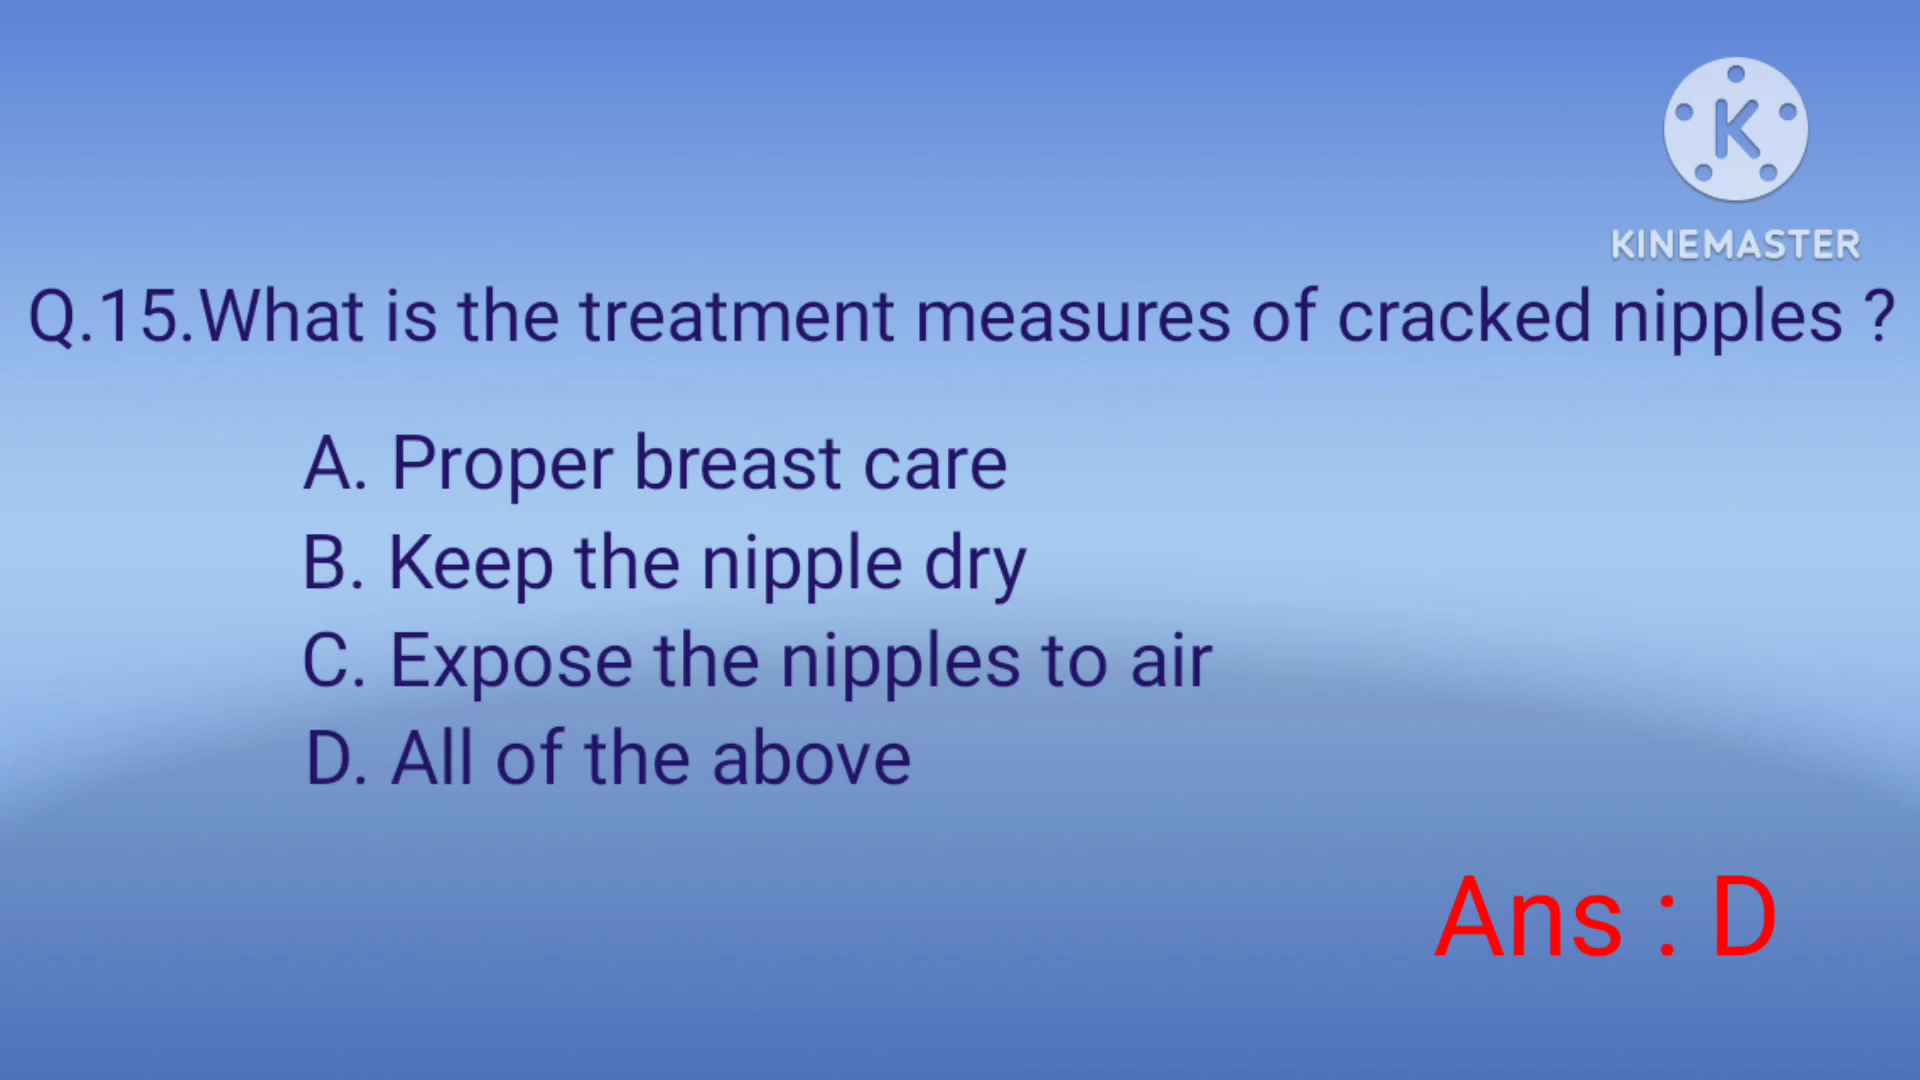 K
KINEMASTER
Q.15.What is the treatment measures of cracked nipples ?
A. Proper breast care
B. Keep the nipple dry
C. Expose the nipples to air
D. All of the above
Ans : D